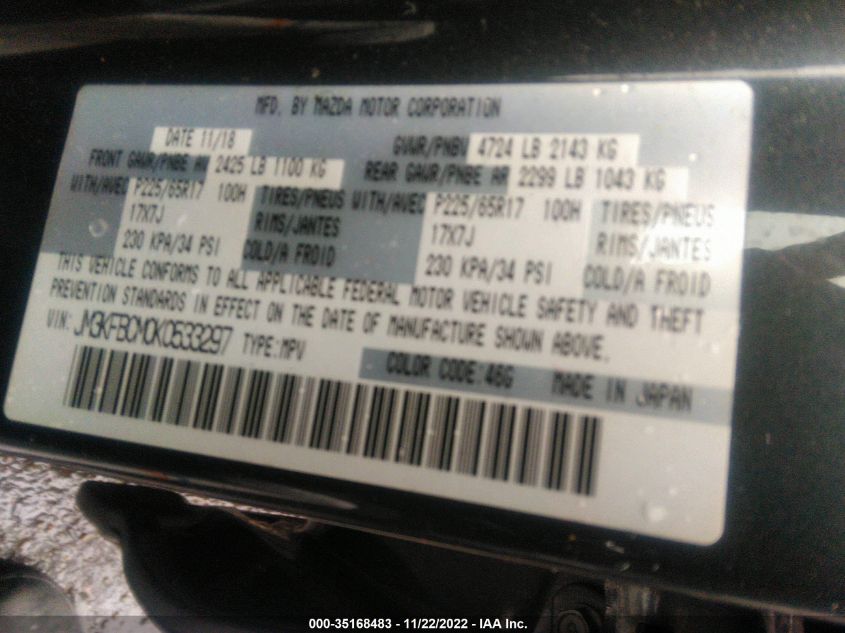 MFD. BY MAZDA MOTOR CORPORATION
DATE 11/18 GVWR/PNBV 4724 LB 2143 KG
FRONT GAWR/PNBE AV 2425 LB 1100 KG REAR GAWR/PNBE AR 2299 LB 1043 KG
WITH/AVEC P225/65R17 100H TIRES/PNEUS WITH/AVEC P225/65R17 100H TIRES/PNEUS
17X7J RIMS/JANTES 17X7J RIMS/JANTES
230 KPA/34 PSI COLD/A FROID 230 KPA/34 PSI COLD/A FROID
THIS VEHICLE CONFORMS TO ALL APPLICABLE FEDERAL MOTOR VEHICLE SAFETY AND THEFT
PREVENTION STANDARDS IN EFFECT ON THE DATE OF MANUFACTURE SHOWN ABOVE.
VIN: JM3KFBCM0K0533297 TYPE:MPV
COLOR CODE:46G MADE IN JAPAN
000-35168483 - 11/22/2022 - IAA Inc.